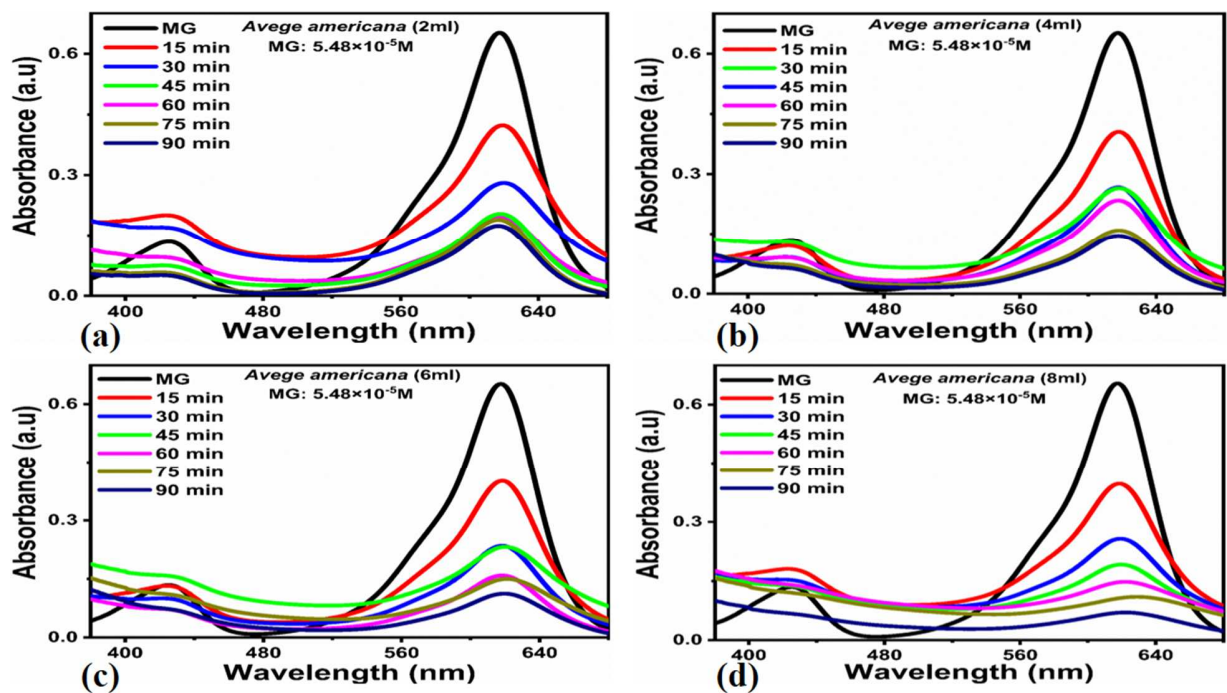 Avege americana (2ml)
MG: 5.48×10⁻⁵M
MG
15 min
30 min
45 min
60 min
75 min
90 min
Absorbance (a.u)
0.6
0.3
0.0
400
480
560
640
Wavelength (nm)
(a)
Avege americana (4ml)
MG: 5.48×10⁻⁵M
MG
15 min
30 min
45 min
60 min
75 min
90 min
Absorbance (a.u)
0.6
0.3
0.0
400
480
560
640
Wavelength (nm)
(b)
Avege americana (6ml)
MG: 5.48×10⁻⁵M
MG
15 min
30 min
45 min
60 min
75 min
90 min
Absorbance (a.u)
0.6
0.3
0.0
400
480
560
640
Wavelength (nm)
(c)
Avege americana (8ml)
MG: 5.48×10⁻⁵M
MG
15 min
30 min
45 min
60 min
75 min
90 min
Absorbance (a.u)
0.6
0.3
0.0
400
480
560
640
Wavelength (nm)
(d)